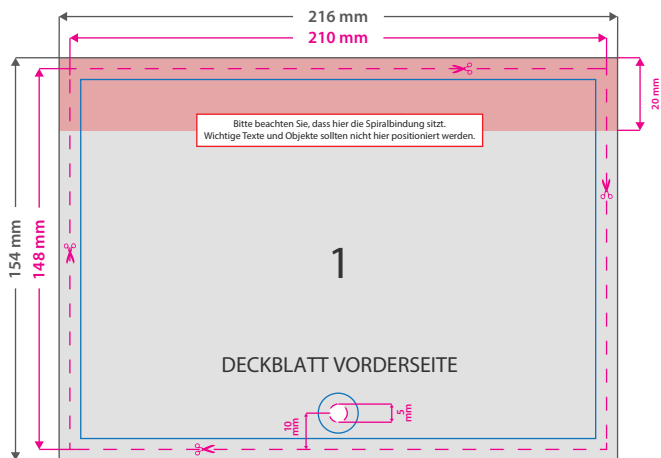 216 mm
210 mm
20 mm
Bitte beachten Sie, dass hier die Spiralbindung sitzt.
Wichtige Texte und Objekte sollten nicht hier positioniert werden.
154 mm
148 mm
1
DECKBLATT VORDERSEITE
10
mm
5
mm